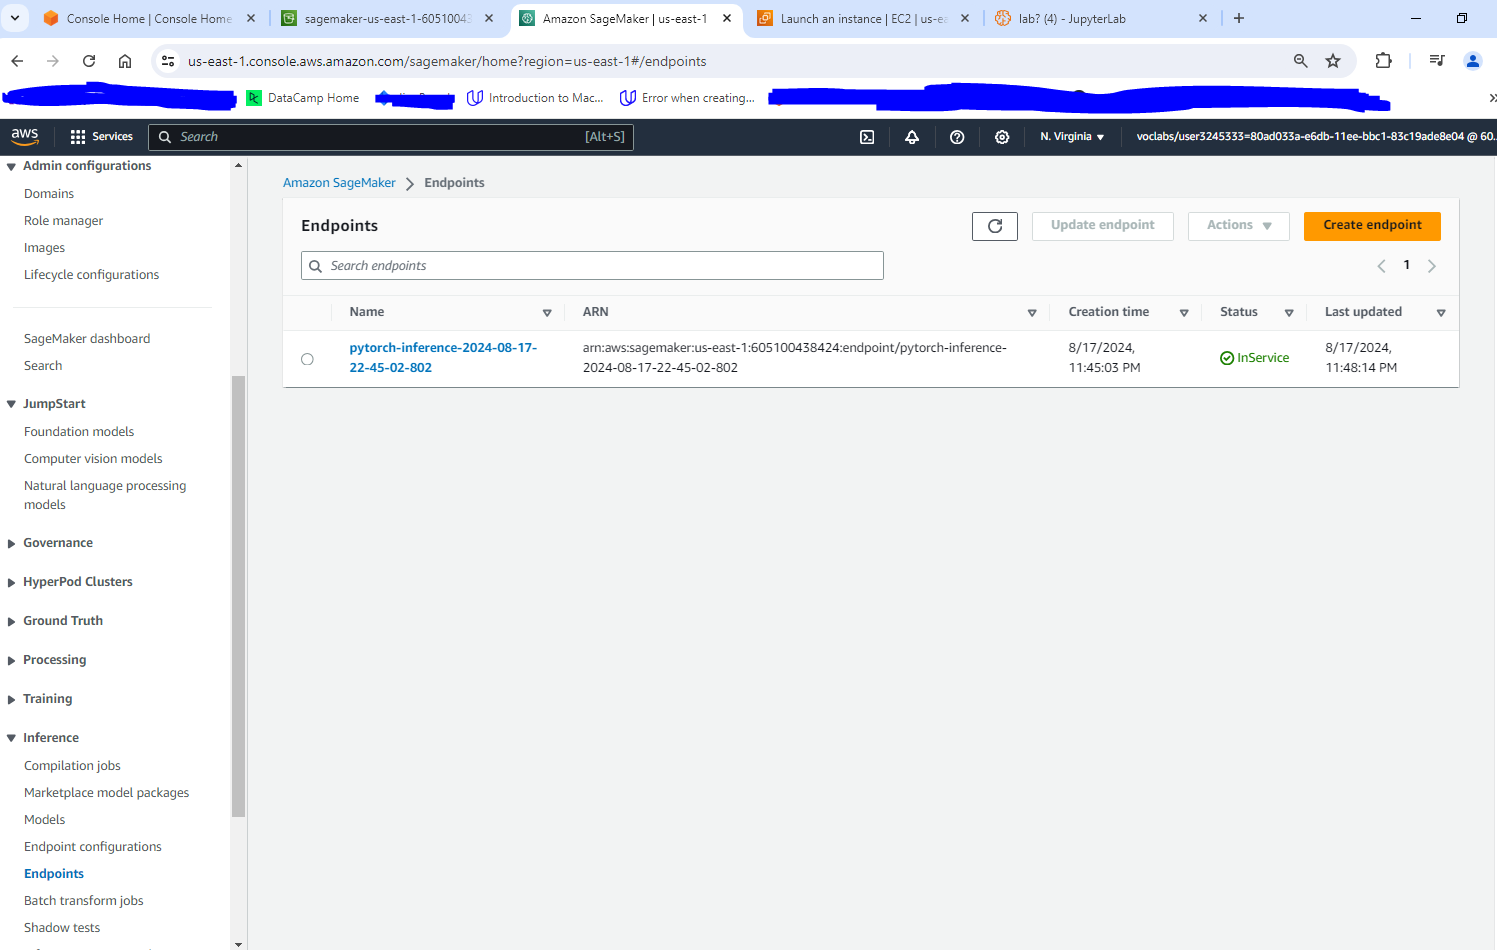 Console Home | Console Home
sagemaker-us-east-1-6051004
Amazon SageMaker | us-east-1
Launch an instance | EC2 | us-ea
lab? (4) - JupyterLab
us-east-1.console.aws.amazon.com/sagemaker/home?region=us-east-1#/endpoints
DataCamp Home
Introduction to Mac...
Error when creating...
aws
Services
Search
[Alt+S]
N. Virginia
voclabs/user3245333=80ad033a-e6db-11ee-bbc1-83c19ade8e04 @ 60...
Admin configurations
Domains
Role manager
Images
Lifecycle configurations
SageMaker dashboard
Search
JumpStart
Foundation models
Computer vision models
Natural language processing
models
Governance
HyperPod Clusters
Ground Truth
Processing
Training
Inference
Compilation jobs
Marketplace model packages
Models
Endpoint configurations
Endpoints
Batch transform jobs
Shadow tests
Amazon SageMaker > Endpoints
Endpoints
Update endpoint
Actions
Create endpoint
Search endpoints
1
Name
ARN
Creation time
Status
Last updated
pytorch-inference-2024-08-17-
22-45-02-802
arn:aws:sagemaker:us-east-1:605100438424:endpoint/pytorch-inference-
2024-08-17-22-45-02-802
8/17/2024,
11:45:03 PM
InService
8/17/2024,
11:48:14 PM